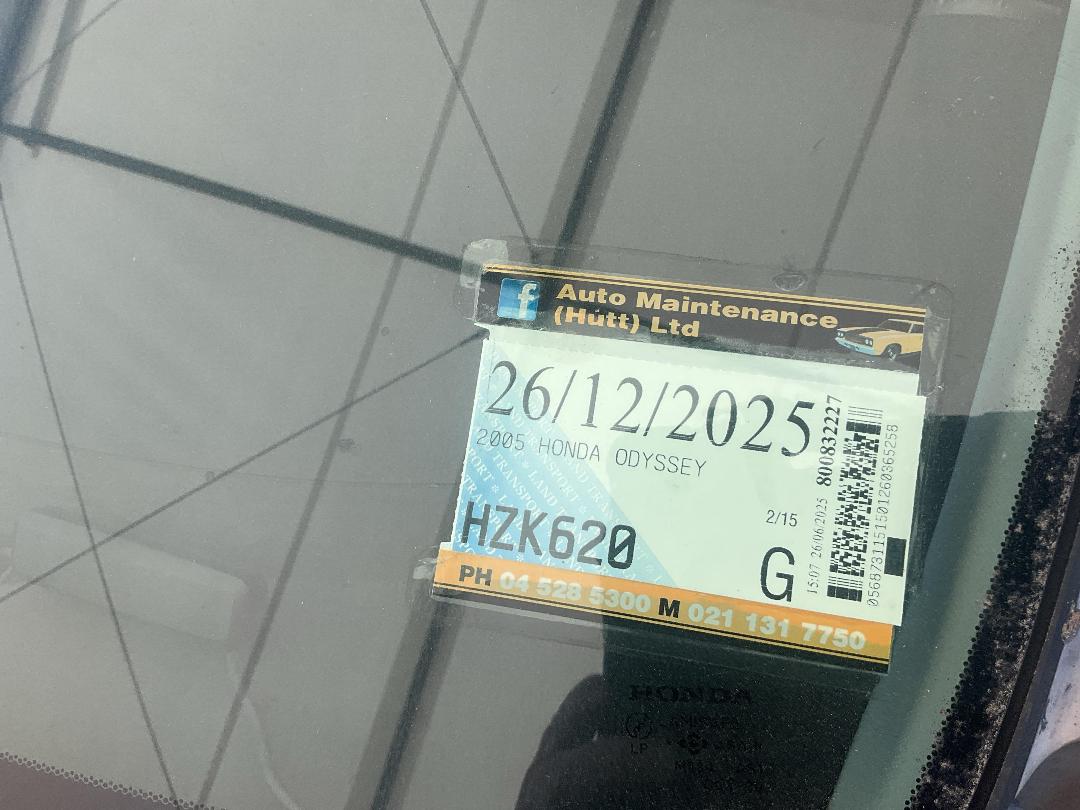 f Auto Maintenance
(Hutt) Ltd
26/12/2025
2005 HONDA ODYSSEY
HZK620
2/15
G
15:07 26/06/2025 800832227
PH 04 528 5300 M 021 131 7750
HONDA
LP